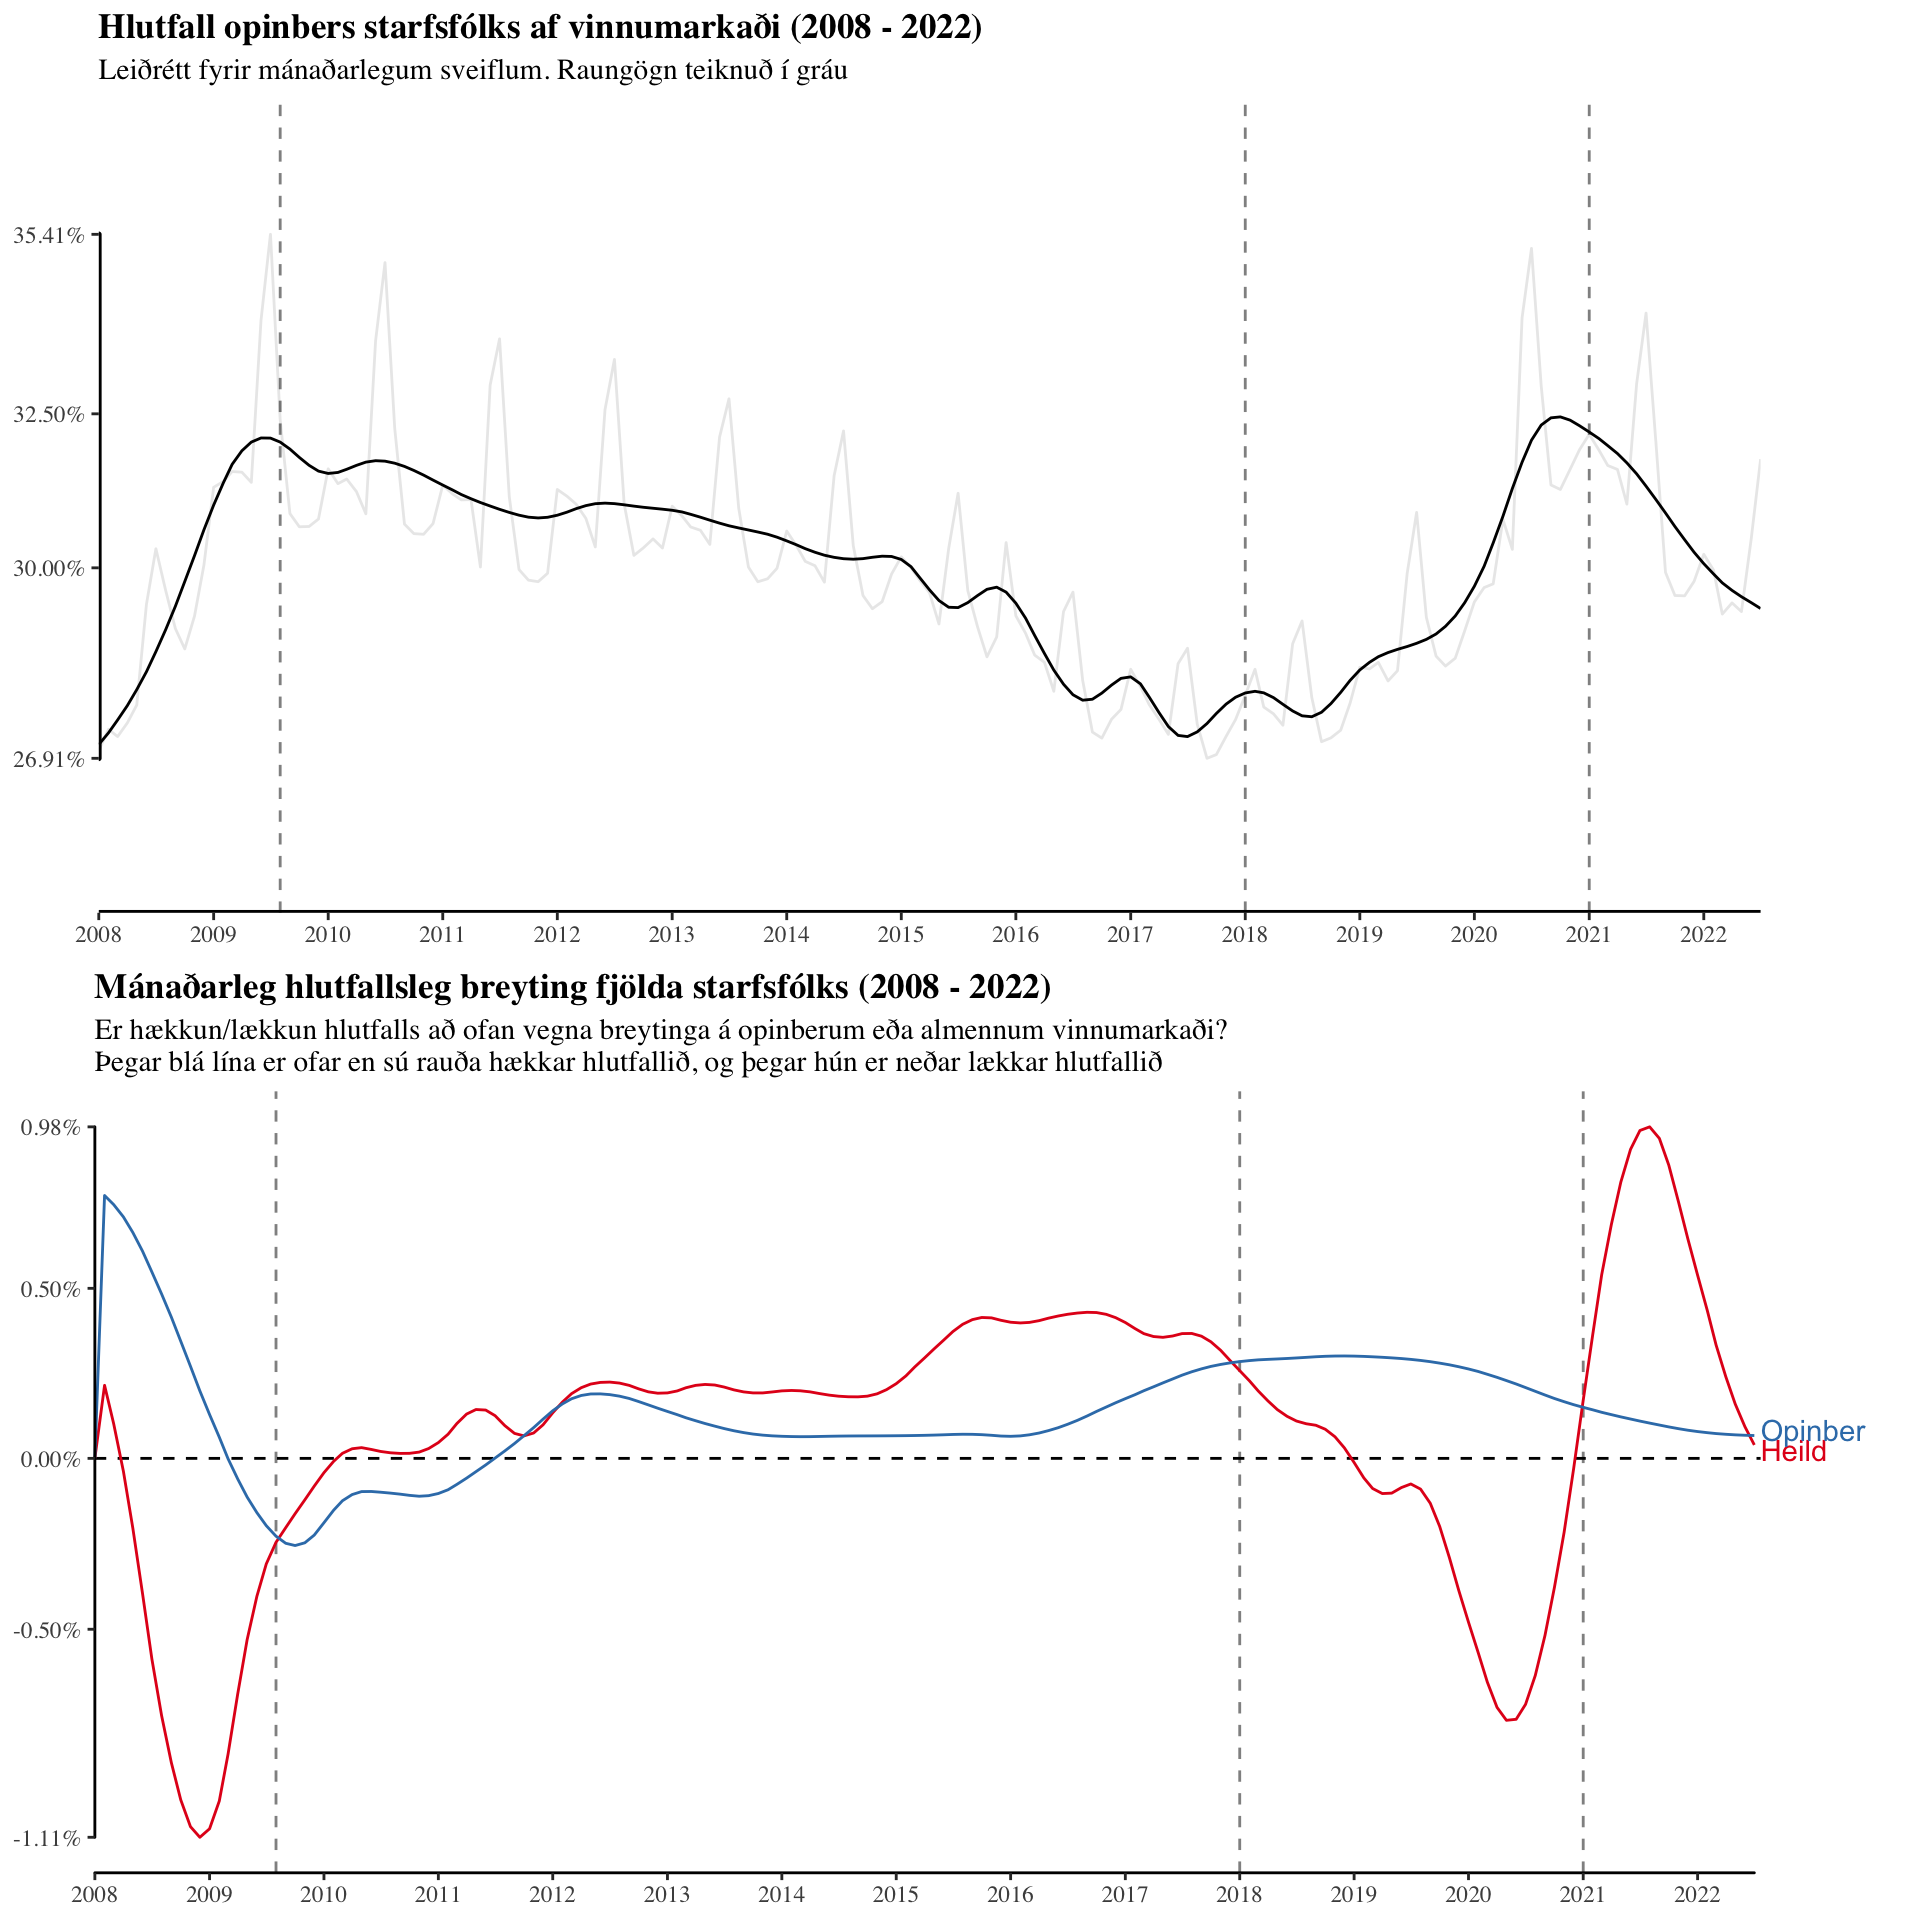 Hlutfall opinbers starfsfólks af vinnumarkaði (2008 - 2022)
Leiðrétt fyrir mánaðarlegum sveiflum. Raungögn teiknuð í gráu
35.41%
32.50%
30.00%
26.91%
2008 2009 2010 2011 2012 2013 2014 2015 2016 2017 2018 2019 2020 2021 2022
Mánaðarleg hlutfallsleg breyting fjölda starfsfólks (2008 - 2022)
Er hækkun/lækkun hlutfalls að ofan vegna breytinga á opinberum eða almennum vinnumarkaði?
Þegar blá lína er ofar en sú rauða hækkar hlutfallið, og þegar hún er neðar lækkar hlutfallið
0.98%
0.50%
Opinber
Heild
0.00%
-0.50%
-1.11%
2008 2009 2010 2011 2012 2013 2014 2015 2016 2017 2018 2019 2020 2021 2022